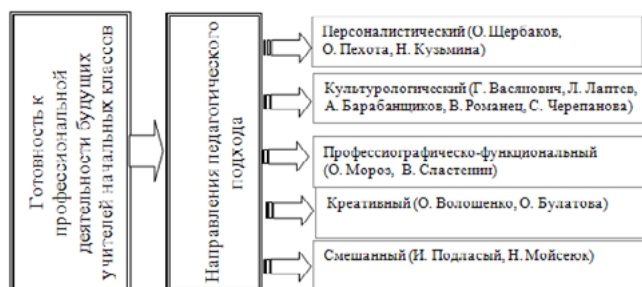 Готовность к
профессиональной
деятельности будущих
учителей начальных классов
Направления педагогического
подхода
Персоналистический (О. Щербаков,
О. Пехота, Н. Кузьмина)
Культурологический (Г. Васянович, Л. Лаптев,
А. Барабанщиков, В. Романец, С. Черепанова)
Профессиографическо-функциональный
(О. Мороз, В. Сластенин)
Креативный (О. Волошенко, О. Булатова)
Смешанный (И. Подласый, Н. Мойсеюк)